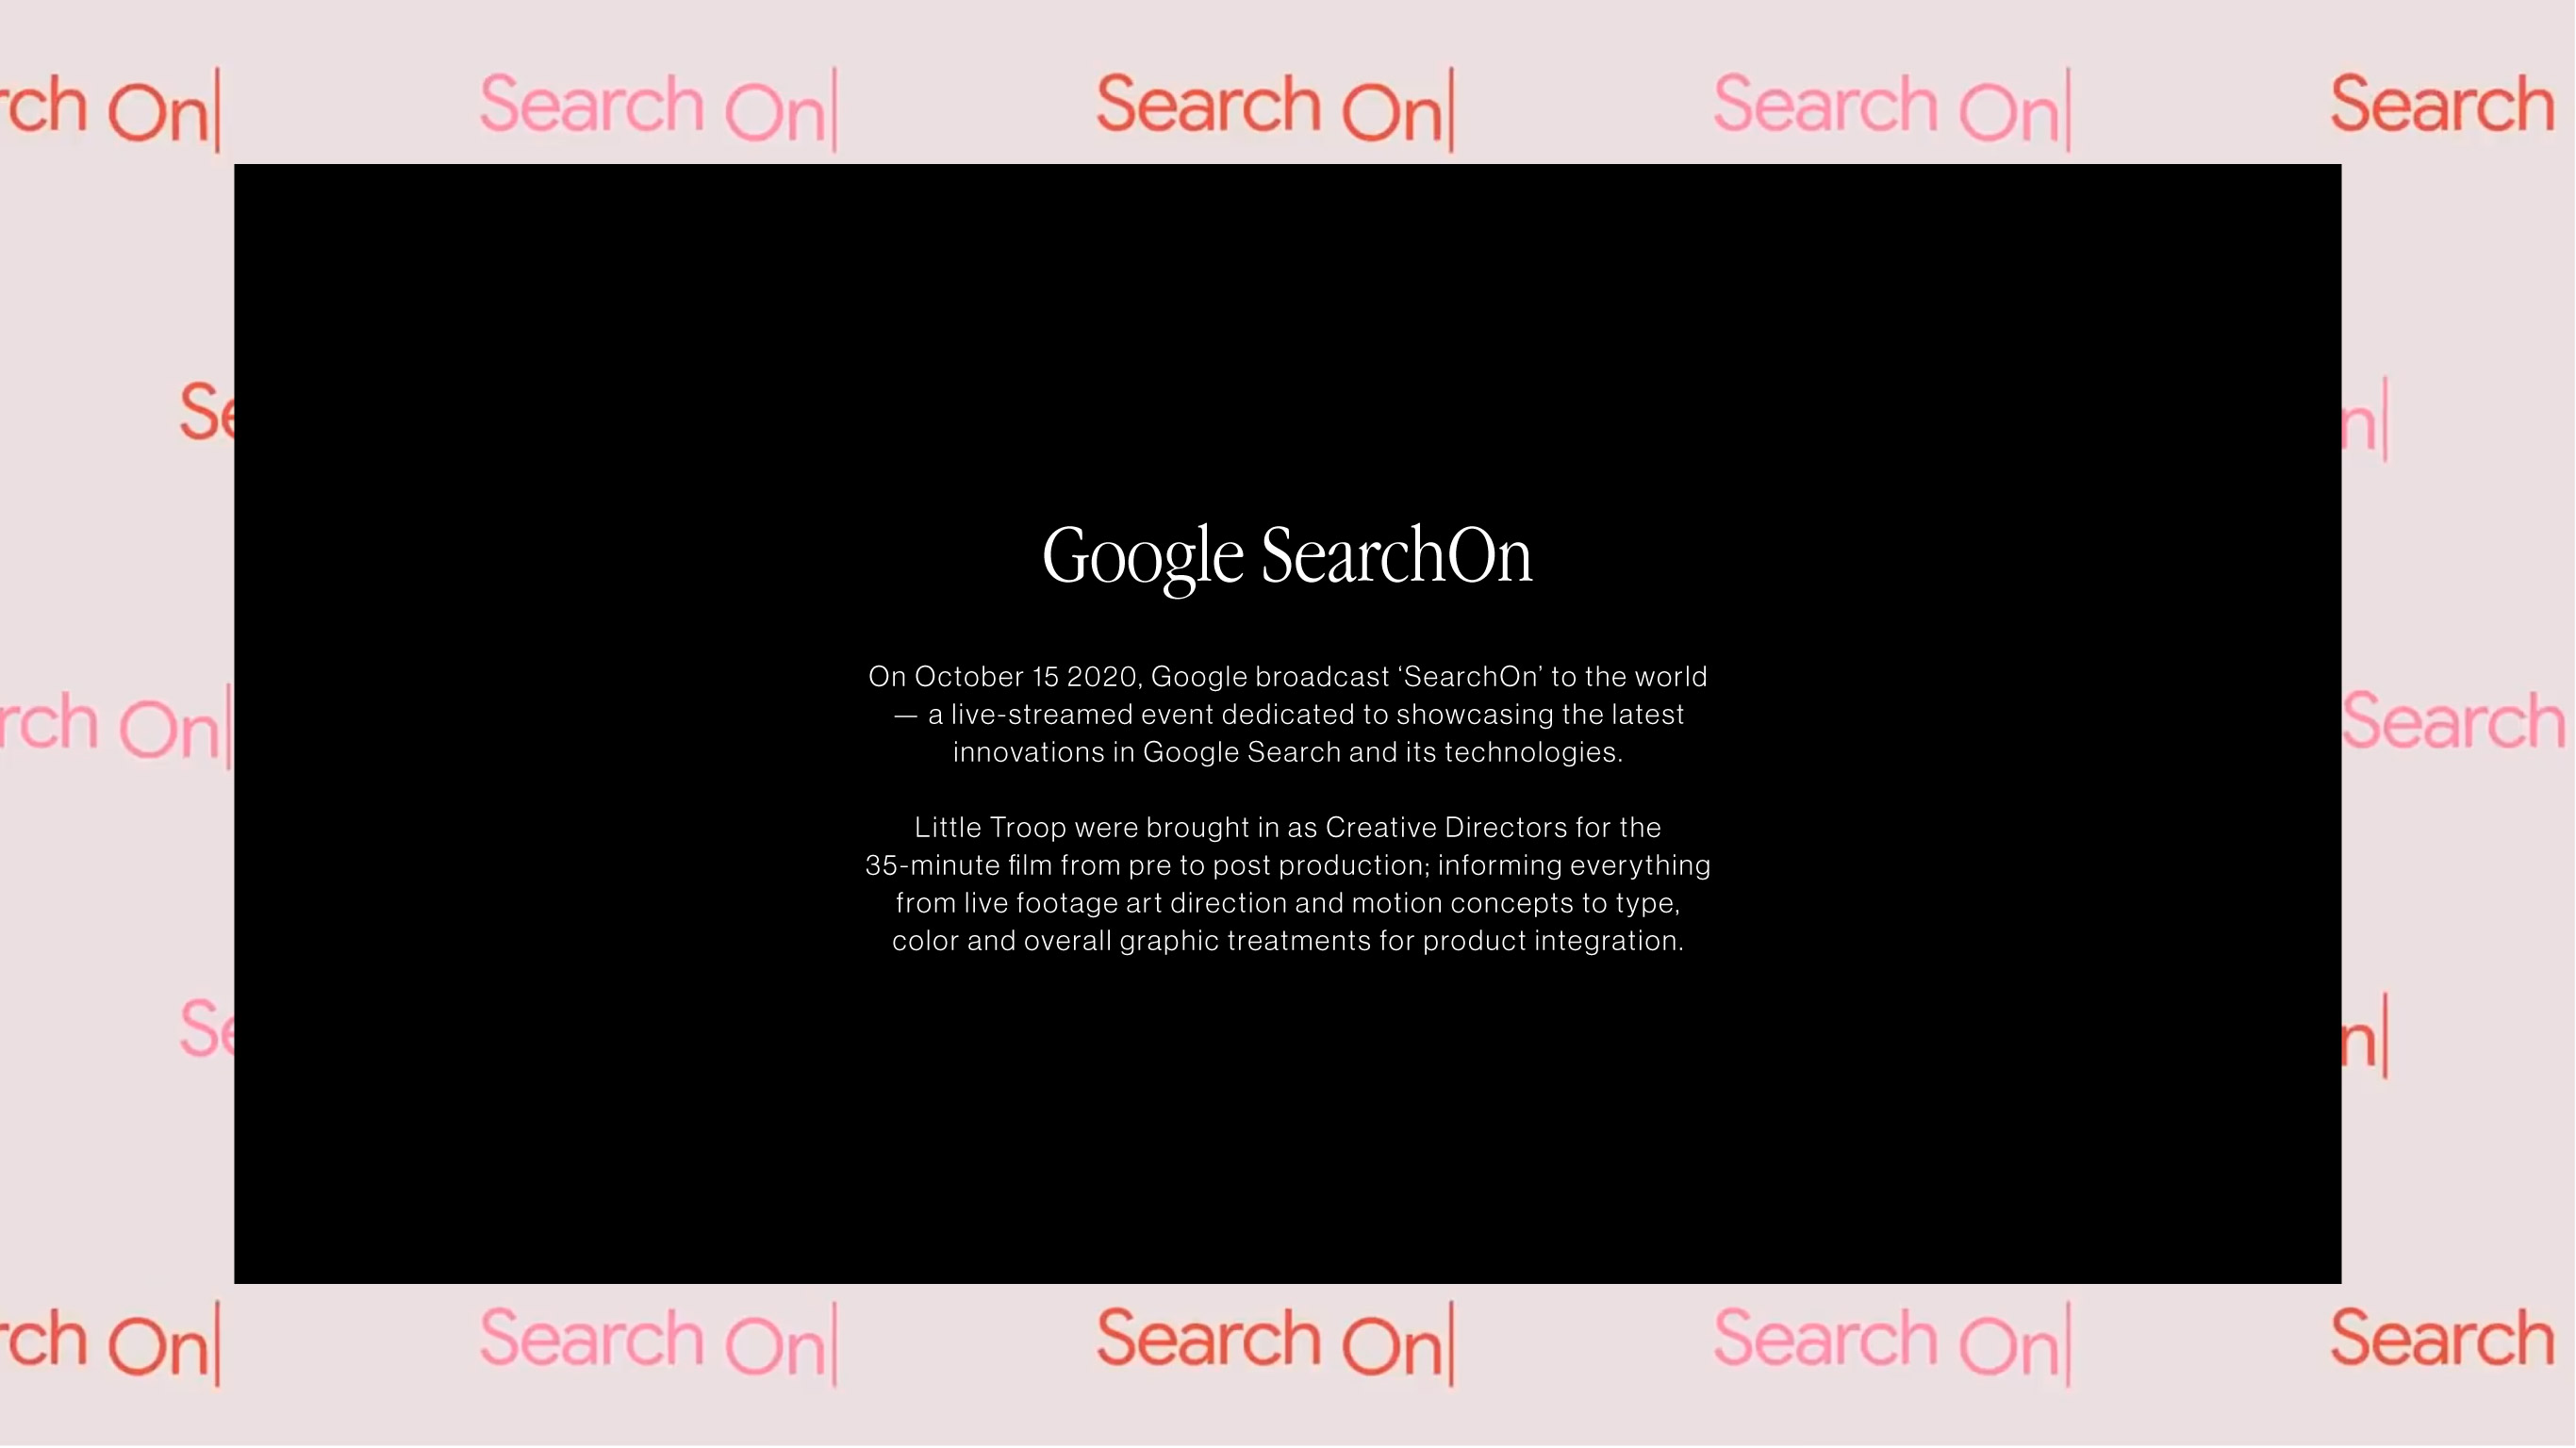 rch On
Search On
Search On
Search On
Search
Se
n
Google SearchOn
On October 15 2020, Google broadcast ‘SearchOn’ to the world
— a live-streamed event dedicated to showcasing the latest
innovations in Google Search and its technologies.
rch On
Search
Little Troop were brought in as Creative Directors for the
35-minute film from pre to post production; informing everything
from live footage art direction and motion concepts to type,
color and overall graphic treatments for product integration.
Se
n
rch On
Search On
Search On
Search On
Search